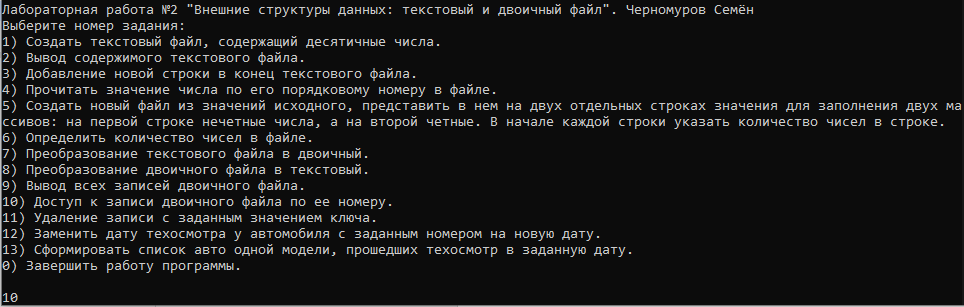 Лабораторная работа №2 "Внешние структуры данных: текстовый и двоичный файл". Черномуров Семён
Выберите номер задания:
1) Создать текстовый файл, содержащий десятичные числа.
2) Вывод содержимого текстового файла.
3) Добавление новой строки в конец текстового файла.
4) Прочитать значение числа по его порядковому номеру в файле.
5) Создать новый файл из значений исходного, представить в нем на двух отдельных строках значения для заполнения двух ма
ссивов: на первой строке нечетные числа, а на второй четные. В начале каждой строки указать количество чисел в строке.
6) Определить количество чисел в файле.
7) Преобразование текстового файла в двоичный.
8) Преобразование двоичного файла в текстовый.
9) Вывод всех записей двоичного файла.
10) Доступ к записи двоичного файла по ее номеру.
11) Удаление записи с заданным значением ключа.
12) Заменить дату техосмотра у автомобиля с заданным номером на новую дату.
13) Сформировать список авто одной модели, прошедших техосмотр в заданную дату.
0) Завершить работу программы.
10